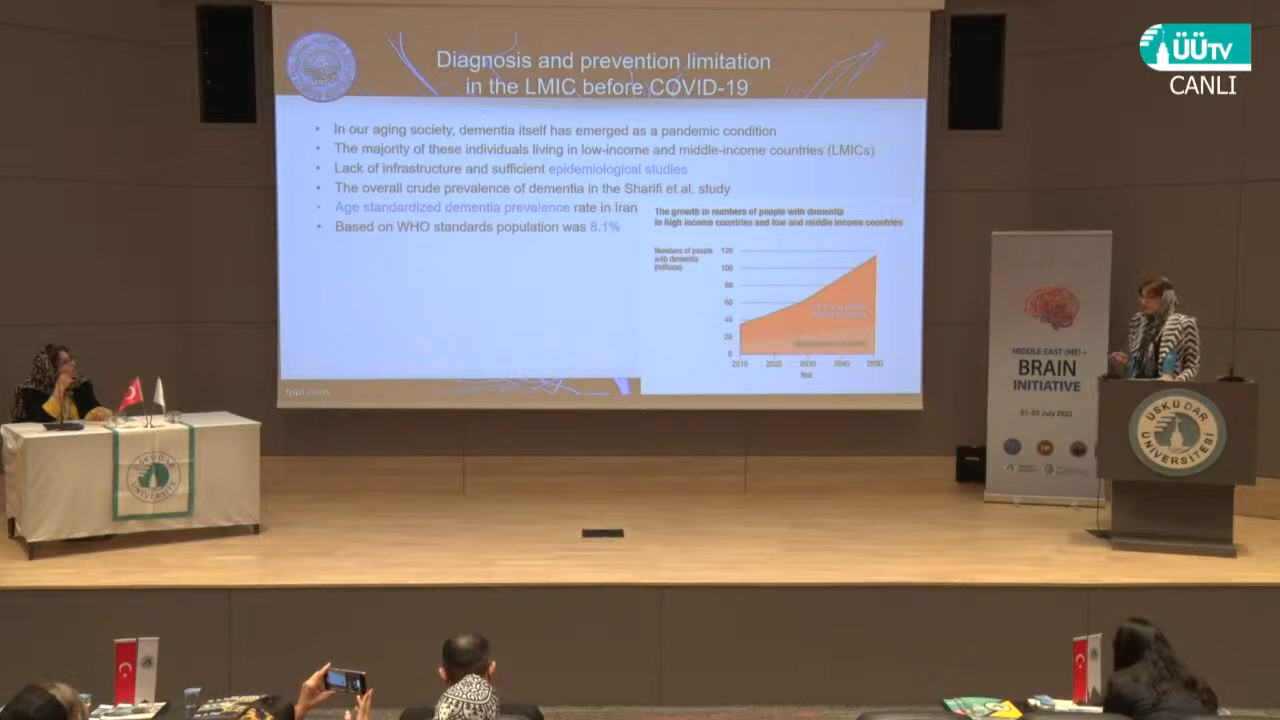 ÜÜTV
CANLI
Diagnosis and prevention limitation
in the LMIC before COVID-19
• In our aging society, dementia itself has emerged as a pandemic condition
• The majority of these individuals living in low-income and middle-income countries (LMICs)
• Lack of infrastructure and sufficient epidemiological studies
• The overall crude prevalence of dementia in the Sharifi et al. study
• Age standardized dementia prevalence rate in Iran
• Based on WHO standards population was 8.1%
The growth in numbers of people with dementia
in high income countries and low and middle income countries
Numbers of people
with dementia
(millions)
120
100
80
60
40
20
0
2010 2020 2030 2040 2050
Year
fppt.com
MIDDLE-EAST (ME) +
BRAIN
INITIATIVE
01-03 July 2022
ÜSKÜDAR
ÜNİVERSİTESİ
ÜSKÜDAR
UNIVERSITY